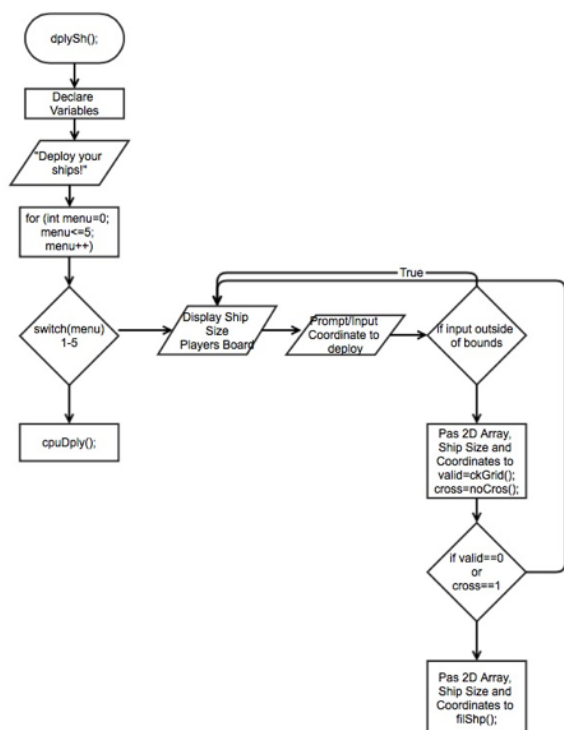 dplySh();
Declare
Variables
"Deploy your
ships!"
for (int menu=0;
menu<=5;
menu++)
switch(menu)
1-5
cpuDply();
Display Ship
Size
Players Board
Prompt/Input
Coordinate to
deploy
True
If input outside
of bounds
Pas 2D Array,
Ship Size and
Coordinates to
valid=ckGrid();
cross=noCros();
if valid==0
or
cross==1
Pas 2D Array,
Ship Size and
Coordinates to
filShp();